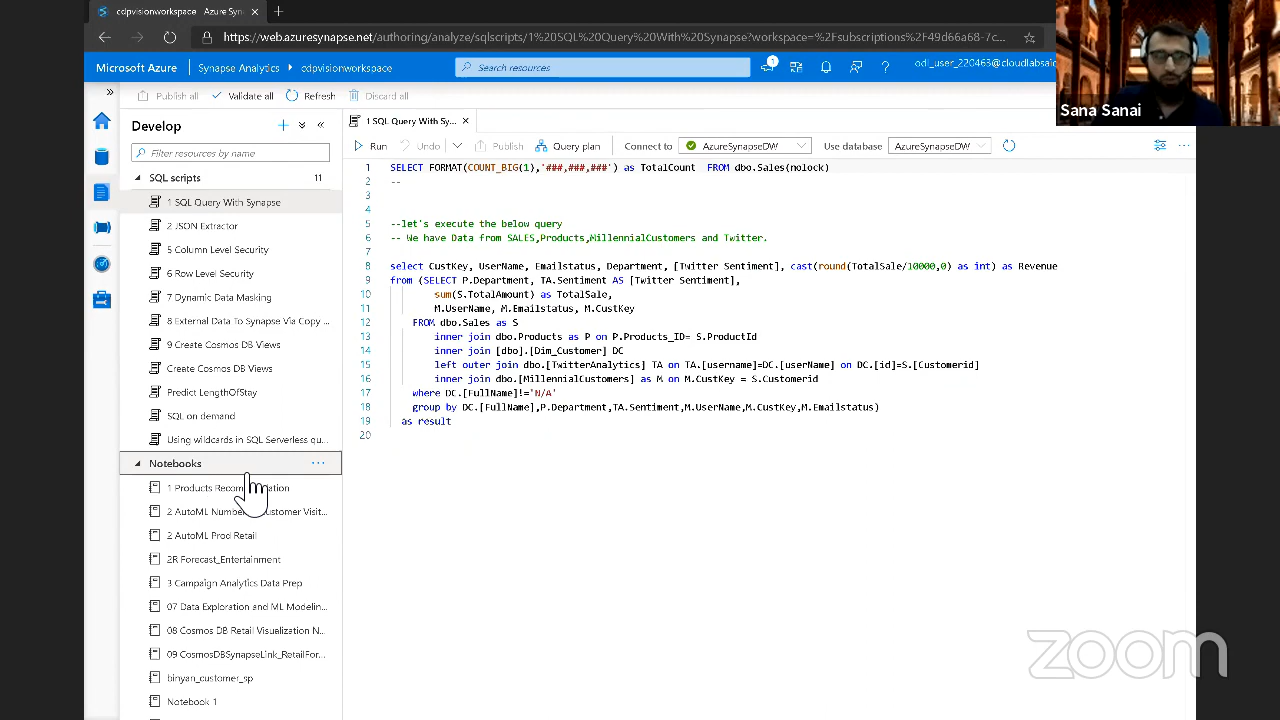 cdpvisionworkspace - Azure Syn
https://web.azuresynapse.net/authoring/analyze/sqlscripts/1%20SQL%20Query%20With%20Synapse?workspace=%2Fsubscriptions%2F49d66a68-7c...
Microsoft Azure
Synapse Analytics
cdpvisionworkspace
Search resources
1
?
Sana Sanai
Publish all
Validate all
Refresh
Discard all
Develop
1 SQL Query With Sy...
Filter resources by name
Run
Undo
Publish
Query plan
Connect to
AzureSynapseDW
Use database
AzureSynapseDW
SQL scripts
11
1 SQL Query With Synapse
2 JSON Extractor
5 Column Level Security
6 Row Level Security
7 Dynamic Data Masking
8 External Data To Synapse Via Copy ...
9 Create Cosmos DB Views
Create Cosmos DB Views
Predict LengthOfStay
SQL on demand
Using wildcards in SQL Serverless qu...
Notebooks
2 AutoML Prod Retail
2R Forecast_Entertainment
3 Campaign Analytics Data Prep
07 Data Exploration and ML Modelin...
08 Cosmos DB Retail Visualization N...
09 CosmosDBSynapseLink_RetailFor...
binyan_customer_sp
Notebook 1
1 SELECT FORMAT(COUNT_BIG(1),'###,###,###') as TotalCount  FROM dbo.Sales(nolock)
2 --
3
4
5 --let's execute the below query
6 -- We have Data from SALES,Products,MillennialCustomers and Twitter.
7
8 select CustKey, UserName, Emailstatus, Department, [Twitter Sentiment], cast(round(TotalSale/10000,0) as int) as Revenue
9 from (SELECT P.Department, TA.Sentiment AS [Twitter Sentiment],
10 sum(S.TotalAmount) as TotalSale,
11 M.UserName, M.Emailstatus, M.CustKey
12 FROM dbo.Sales as S
13 inner join dbo.Products as P on P.Products_ID= S.ProductId
14 inner join [dbo].[Dim_Customer] DC
15 left outer join dbo.[TwitterAnalytics] TA on TA.[username]=DC.[userName] on DC.[id]=S.[Customerid]
16 inner join dbo.[MillennialCustomers] as M on M.CustKey = S.Customerid
17 where DC.[FullName]!='N/A'
18 group by DC.[FullName],P.Department,TA.Sentiment,M.UserName,M.CustKey,M.Emailstatus)
19 as result
20
zoom